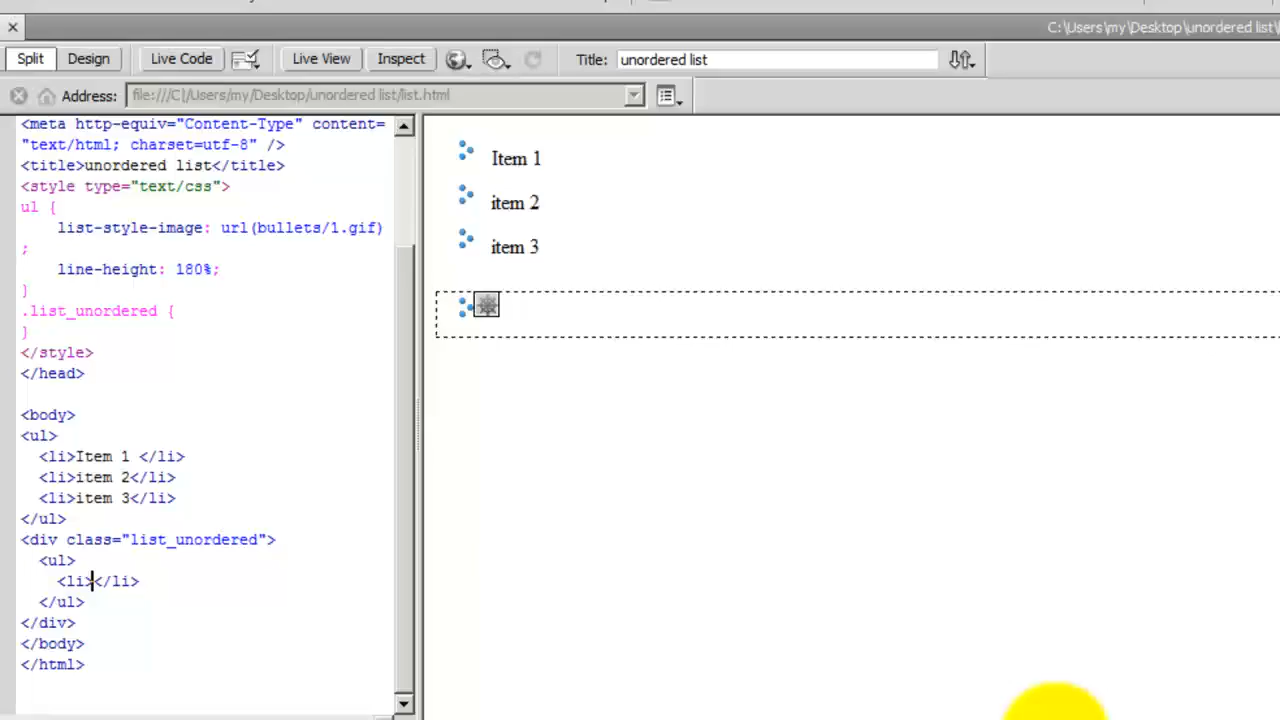 C:\Users\my\Desktop\unordered list\
Split Design Live Code Live View Inspect Title: unordered list
Address: file:///C|/Users/my/Desktop/unordered list/list.html
<meta http-equiv="Content-Type" content=
"text/html; charset=utf-8" />
<title>unordered list</title>
<style type="text/css">
ul {
list-style-image: url(bullets/1.gif)
;
line-height: 180%;
}
.list_unordered {
}
</style>
</head>
<body>
<ul>
<li>Item 1 </li>
<li>item 2</li>
<li>item 3</li>
</ul>
<div class="list_unordered">
<ul>
<li></li>
</ul>
</div>
</body>
</html>
Item 1
item 2
item 3